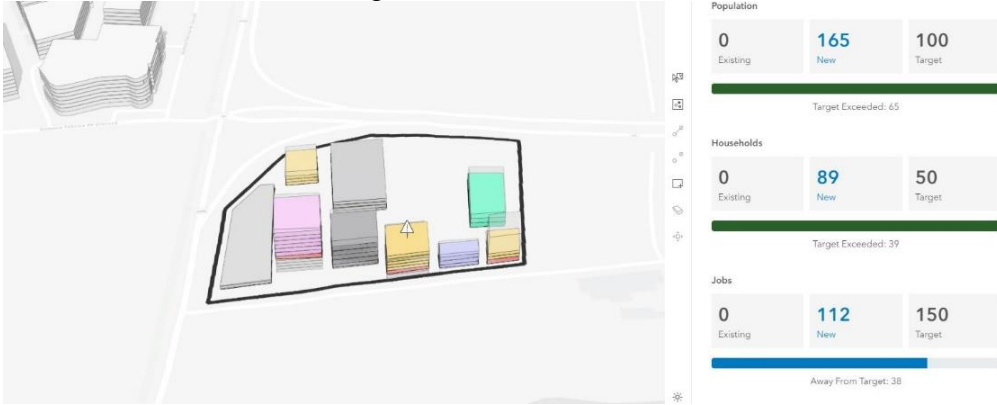 Population
0 165 100
Existing New Target
Target Exceeded: 65
Households
0 89 50
Existing New Target
Target Exceeded: 39
Jobs
0 112 150
Existing New Target
Away From Target: 38